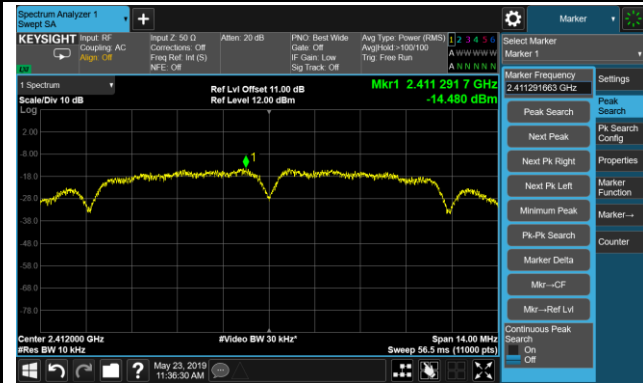 Spectrum Analyzer 1
Swept SA
+
Marker
KEYSIGHT Input: RF Input Z: 50 Ω Atten: 20 dB PNO: Best Wide Avg Type: Power (RMS) 1 2 3 4 5 6
Coupling: AC Corrections: Off Gate: Off Avg|Hold:>100/100 A W W W W W
Align: Off Freq Ref: Int (S) IF Gain: Low Trig: Free Run A N N N N N
NFE: Off Sig Track: Off
Select Marker
Marker 1
1 Spectrum
Scale/Div 10 dB
Log
Ref Lvl Offset 11.00 dB
Ref Level 12.00 dBm
Mkr1 2.411 291 7 GHz
-14.480 dBm
2.00
-8.00
-18.0
-28.0
-38.0
-48.0
-58.0
-68.0
-78.0
1
Center 2.412000 GHz #Video BW 30 kHz* Span 14.00 MHz
#Res BW 10 kHz Sweep 56.5 ms (11000 pts)
Marker Frequency
2.411291663 GHz
Peak Search
Next Peak
Next Pk Right
Next Pk Left
Minimum Peak
Pk-Pk Search
Marker Delta
Mkr→CF
Mkr→Ref Lvl
Continuous Peak
Search
On
Off
Settings
Peak
Search
Pk Search
Config
Properties
Marker
Function
Marker→
Counter
?
May 23, 2019
11:36:30 AM